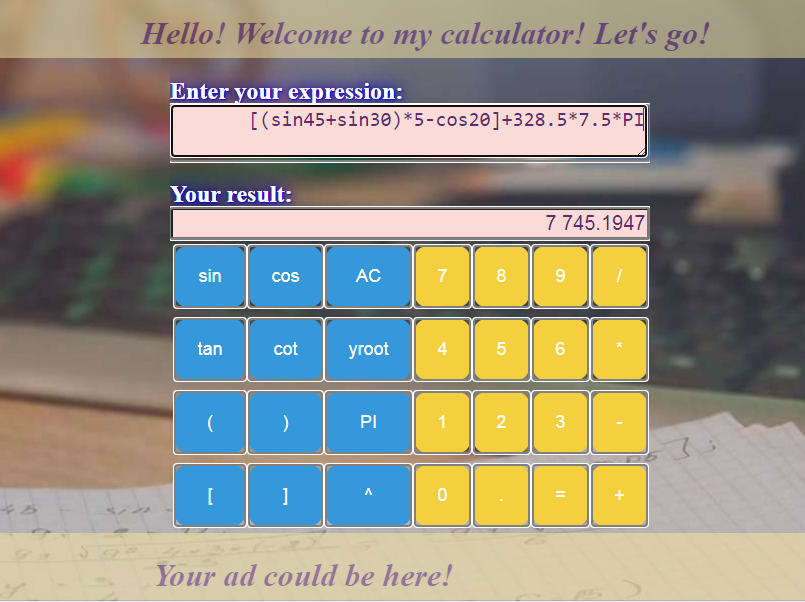 Hello! Welcome to my calculator! Let's go!
Enter your expression:
[(sin45+sin30)*5-cos20]+328.5*7.5*PI
Your result:
7 745.1947
sin cos AC 7 8 9 /
tan cot yroot 4 5 6 *
( ) PI 1 2 3 -
[ ] ^ 0 . = +
Your ad could be here!